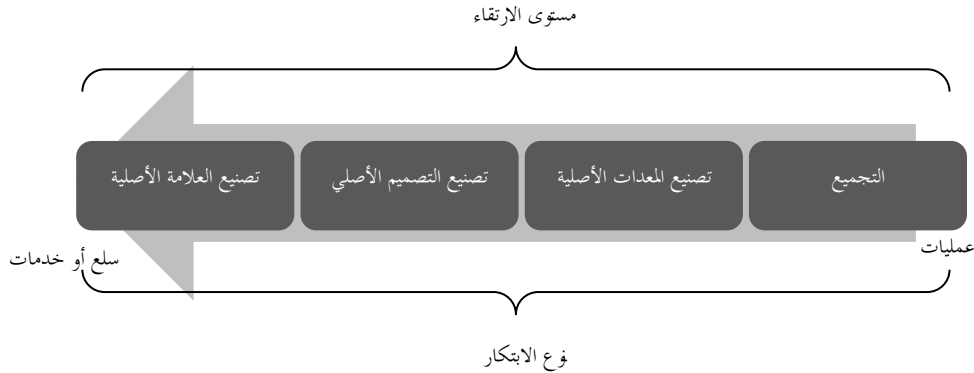 مستوى الارتقاء
التجميع
تصنيع المعدات الأصلية
تصنيع التصميم الأصلي
تصنيع العلامة الأصلية
عمليات
سلع أو خدمات
نوع الابتكار